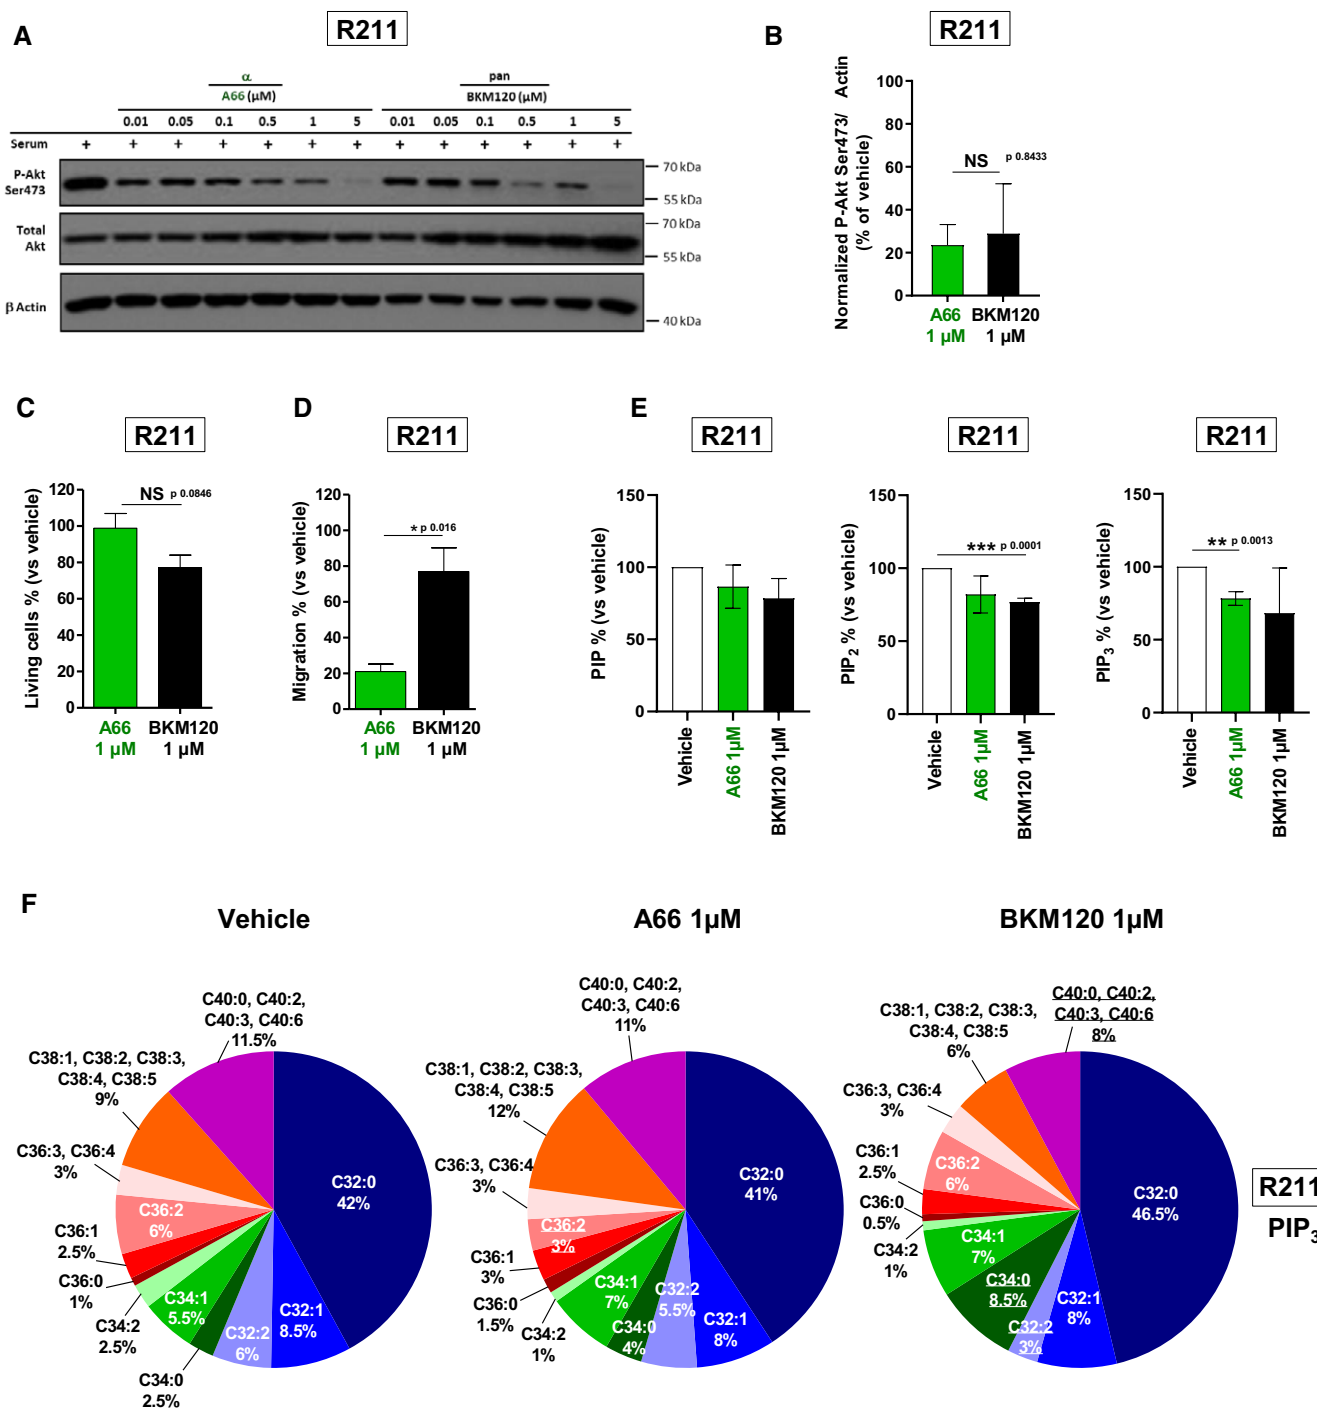 A
R211
α
A66 (µM)
pan
BKM120 (µM)
0.01 0.05 0.1 0.5 1 5 0.01 0.05 0.1 0.5 1 5
Serum + + + + + + + + + + + + +
P-Akt
Ser473
70 kDa
55 kDa
Total
Akt
70 kDa
55 kDa
β Actin
40 kDa
B
R211
Normalized P-Akt Ser473/ Actin
(% of vehicle)
100
80
60
40
20
0
NS p 0.8433
A66
1 µM
BKM120
1 µM
C
R211
Living cells % (vs vehicle)
120
100
80
60
40
20
0
NS p 0.0846
A66
1 µM
BKM120
1 µM
D
R211
Migration % (vs vehicle)
120
100
80
60
40
20
0
* p 0.016
A66
1 µM
BKM120
1 µM
E
R211
PIP % (vs vehicle)
150
100
50
0
Vehicle
A66 1µM
BKM120 1µM
R211
PIP2 % (vs vehicle)
150
100
50
0
*** p 0.0001
Vehicle
A66 1µM
BKM120 1µM
R211
PIP3 % (vs vehicle)
150
100
50
0
** p 0.0013
Vehicle
A66 1µM
BKM120 1µM
F
Vehicle
C40:0, C40:2,
C40:3, C40:6
11.5%
C38:1, C38:2, C38:3,
C38:4, C38:5
9%
C36:3, C36:4
3%
C36:2
6%
C36:1
2.5%
C36:0
1%
C34:2
2.5%
C34:1
5.5%
C34:0
2.5%
C32:2
6%
C32:1
8.5%
C32:0
42%
A66 1µM
C40:0, C40:2,
C40:3, C40:6
11%
C38:1, C38:2, C38:3,
C38:4, C38:5
12%
C36:3, C36:4
3%
C36:2
3%
C36:1
3%
C36:0
1.5%
C34:2
1%
C34:1
7%
C34:0
4%
C32:2
5.5%
C32:1
8%
C32:0
41%
BKM120 1µM
C40:0, C40:2,
C40:3, C40:6
8%
C38:1, C38:2, C38:3,
C38:4, C38:5
6%
C36:3, C36:4
3%
C36:2
6%
C36:1
2.5%
C36:0
0.5%
C34:2
1%
C34:1
7%
C34:0
8.5%
C32:2
3%
C32:1
8%
C32:0
46.5%
R211
PIP3